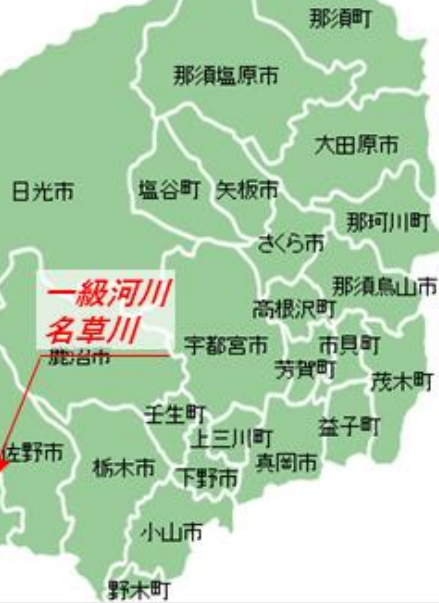 那須町
那須塩原市
大田原市
日光市
塩谷町
矢板市
那珂川町
さくら市
那須烏山市
一級河川
名草川
高根沢町
宇都宮市
市貝町
鹿沼市
芳賀町
茂木町
壬生町
益子町
上三川町
佐野市
栃木市
下野市
真岡市
小山市
野木町